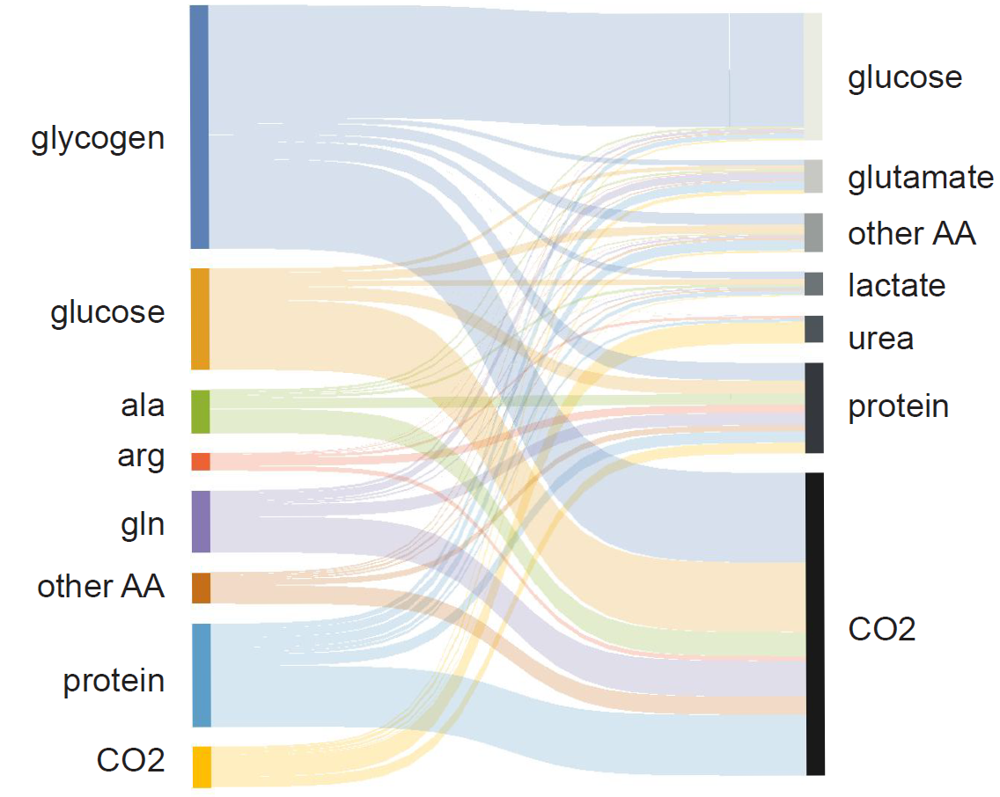 glycogen
glucose
ala
arg
gln
other AA
protein
CO2
glucose
glutamate
other AA
lactate
urea
protein
CO2